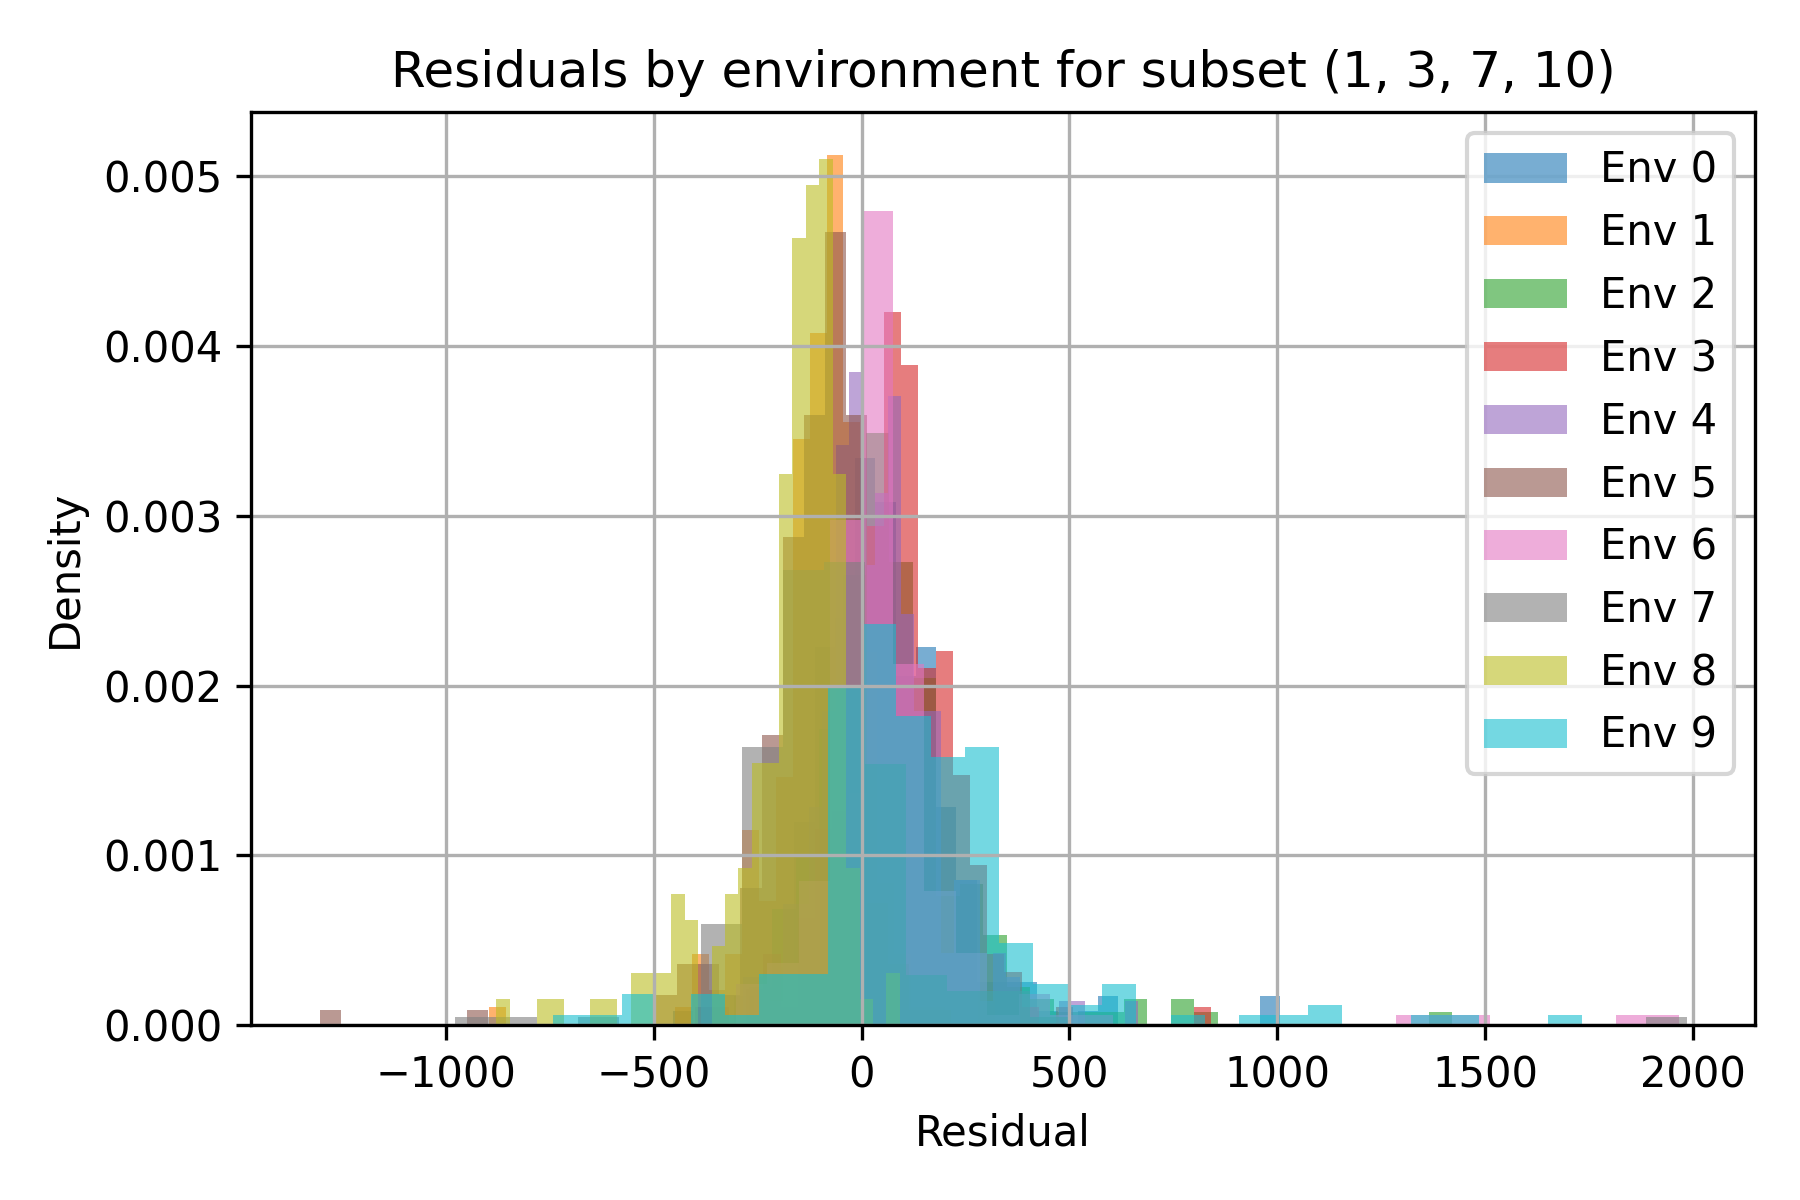 Residuals by environment for subset (1, 3, 7, 10)
Env 0
Env 1
Env 2
Env 3
Env 4
Env 5
Env 6
Env 7
Env 8
Env 9
0.005
0.004
0.003
0.002
0.001
0.000
Density
−1000
−500
0
500
1000
1500
2000
Residual